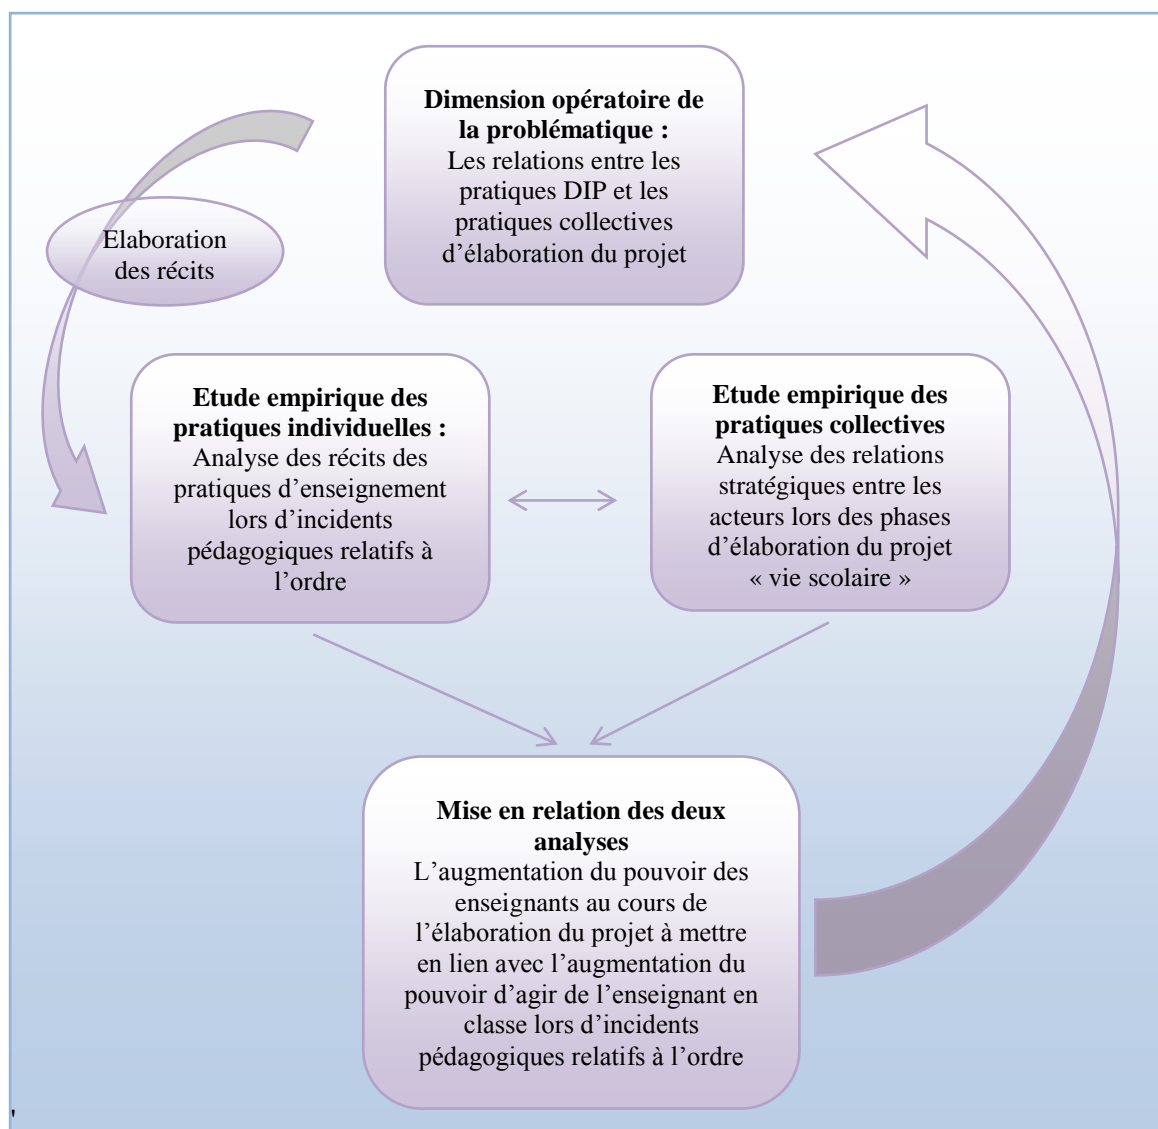 Dimension opératoire de
la problématique :
Les relations entre les
pratiques DIP et les
pratiques collectives
d’élaboration du projet
Elaboration
des récits
Etude empirique des
pratiques individuelles :
Analyse des récits des
pratiques d’enseignement
lors d’incidents
pédagogiques relatifs à
l’ordre
Etude empirique des
pratiques collectives
Analyse des relations
stratégiques entre les
acteurs lors des phases
d’élaboration du projet
« vie scolaire »
Mise en relation des deux
analyses
L’augmentation du pouvoir des
enseignants au cours de
l’élaboration du projet à mettre
en lien avec l’augmentation du
pouvoir d’agir de l’enseignant en
classe lors d’incidents
pédagogiques relatifs à l’ordre
'